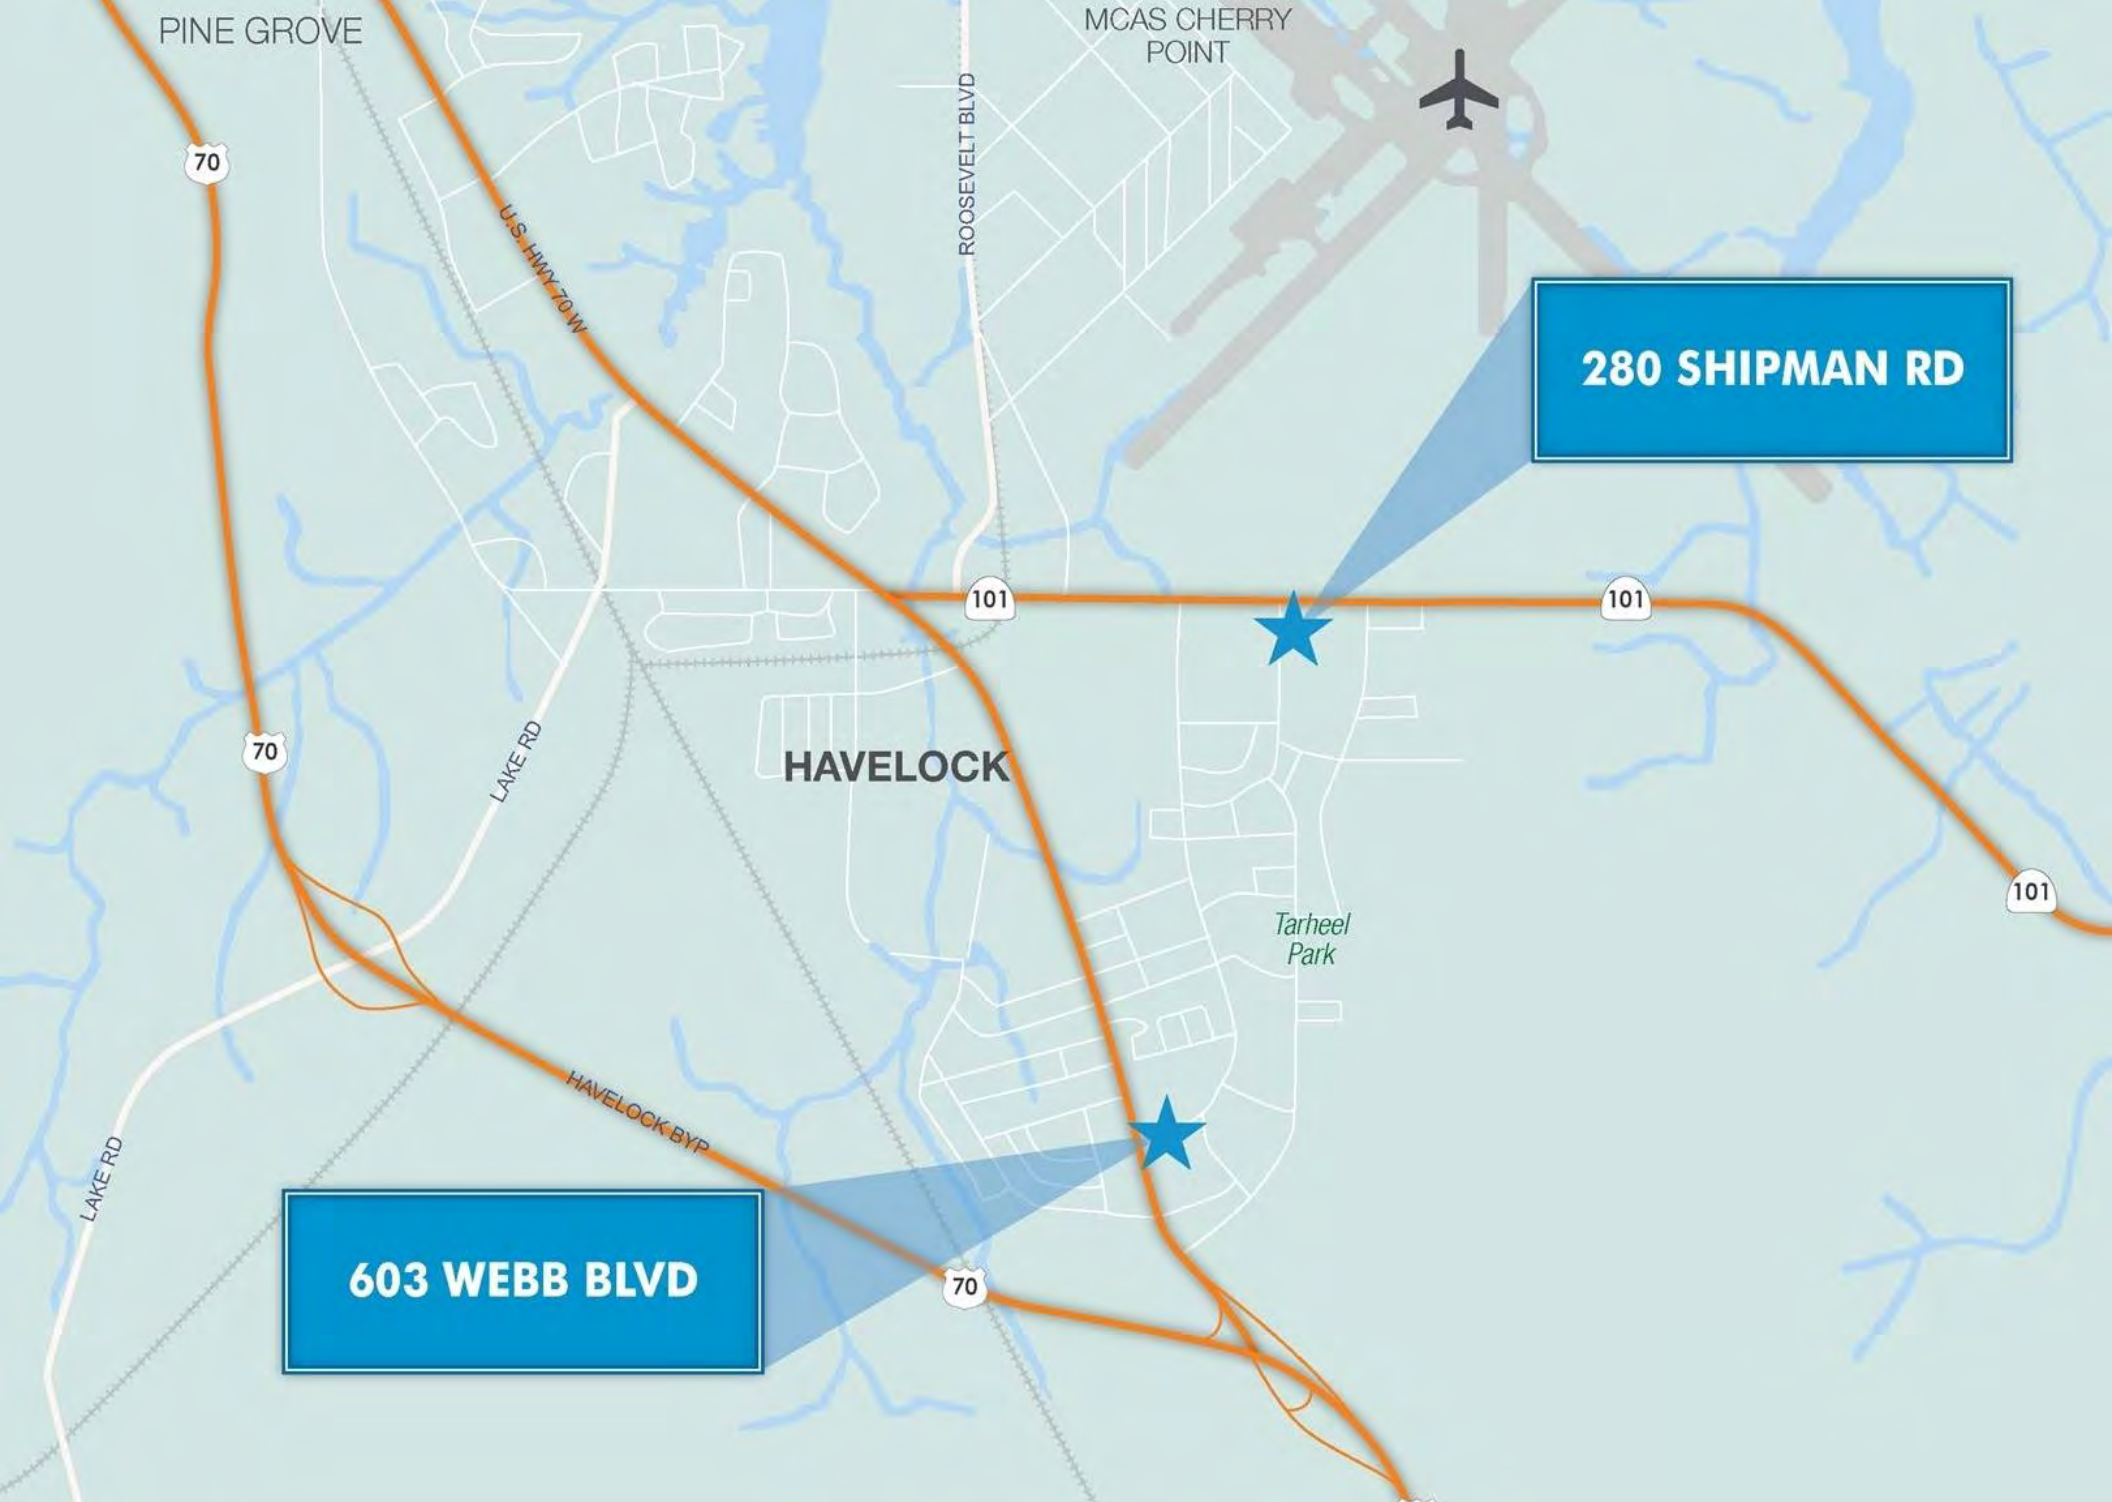 PINE GROVE
MCAS CHERRY
POINT
70
U.S. HWY 70 W
ROOSEVELT BLVD
280 SHIPMAN RD
101
101
70
LAKE RD
HAVELOCK
101
Tarheel
Park
HAVELOCK BYP
LAKE RD
603 WEBB BLVD
70